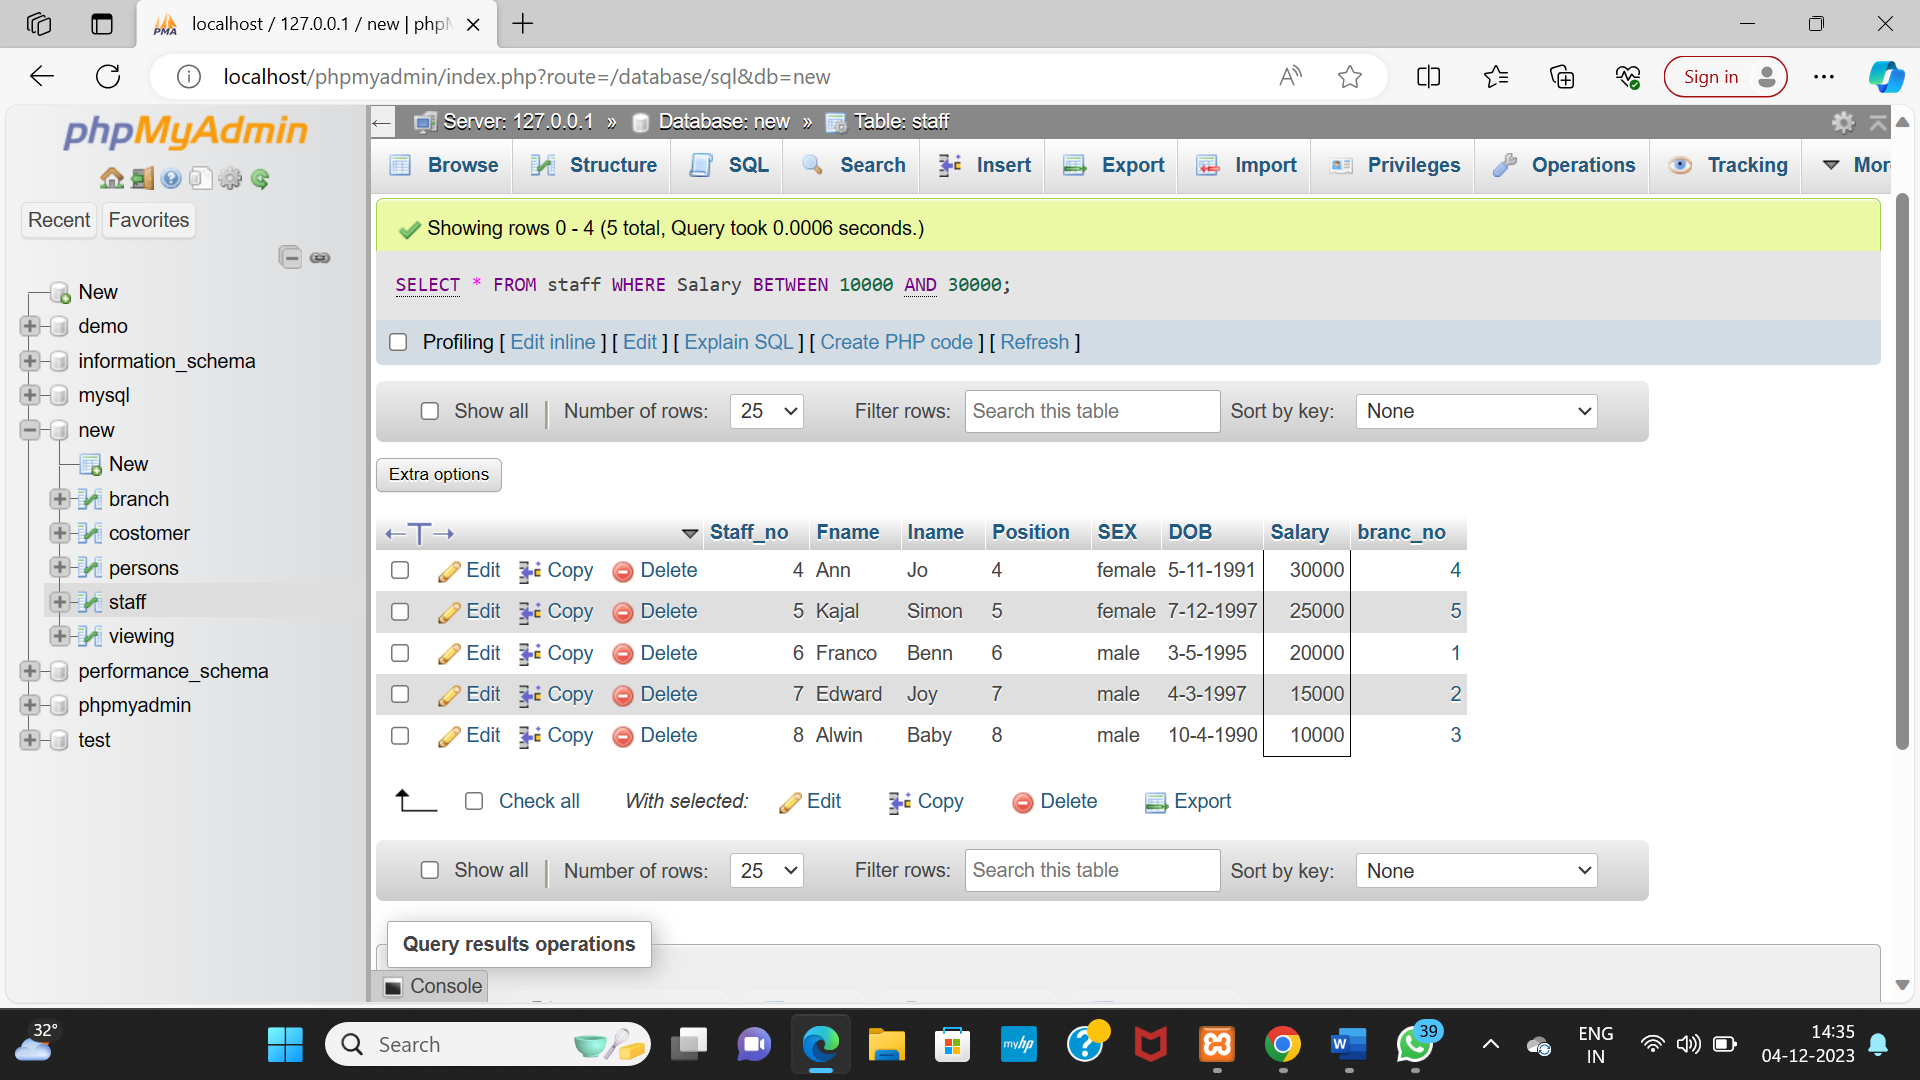 localhost / 127.0.0.1 / new | phpM
localhost/phpmyadmin/index.php?route=/database/sql&db=new
Sign in
phpMyAdmin
Recent
Favorites
New
demo
information_schema
mysql
new
New
branch
costomer
persons
staff
viewing
performance_schema
phpmyadmin
test
Server: 127.0.0.1 » Database: new » Table: staff
Browse Structure SQL Search Insert Export Import Privileges Operations Tracking Mor
Showing rows 0 - 4 (5 total, Query took 0.0006 seconds.)
SELECT * FROM staff WHERE Salary BETWEEN 10000 AND 30000;
Profiling [ Edit inline ] [ Edit ] [ Explain SQL ] [ Create PHP code ] [ Refresh ]
Show all Number of rows: 25 Filter rows: Search this table Sort by key: None
Extra options
Staff_no Fname lname Position SEX DOB Salary branc_no
Edit Copy Delete 4 Ann Jo 4 female 5-11-1991 30000 4
Edit Copy Delete 5 Kajal Simon 5 female 7-12-1997 25000 5
Edit Copy Delete 6 Franco Benn 6 male 3-5-1995 20000 1
Edit Copy Delete 7 Edward Joy 7 male 4-3-1997 15000 2
Edit Copy Delete 8 Alwin Baby 8 male 10-4-1990 10000 3
Check all With selected: Edit Copy Delete Export
Show all Number of rows: 25 Filter rows: Search this table Sort by key: None
Query results operations
Console
32°
Search
myhp
39
ENG
IN
14:35
04-12-2023